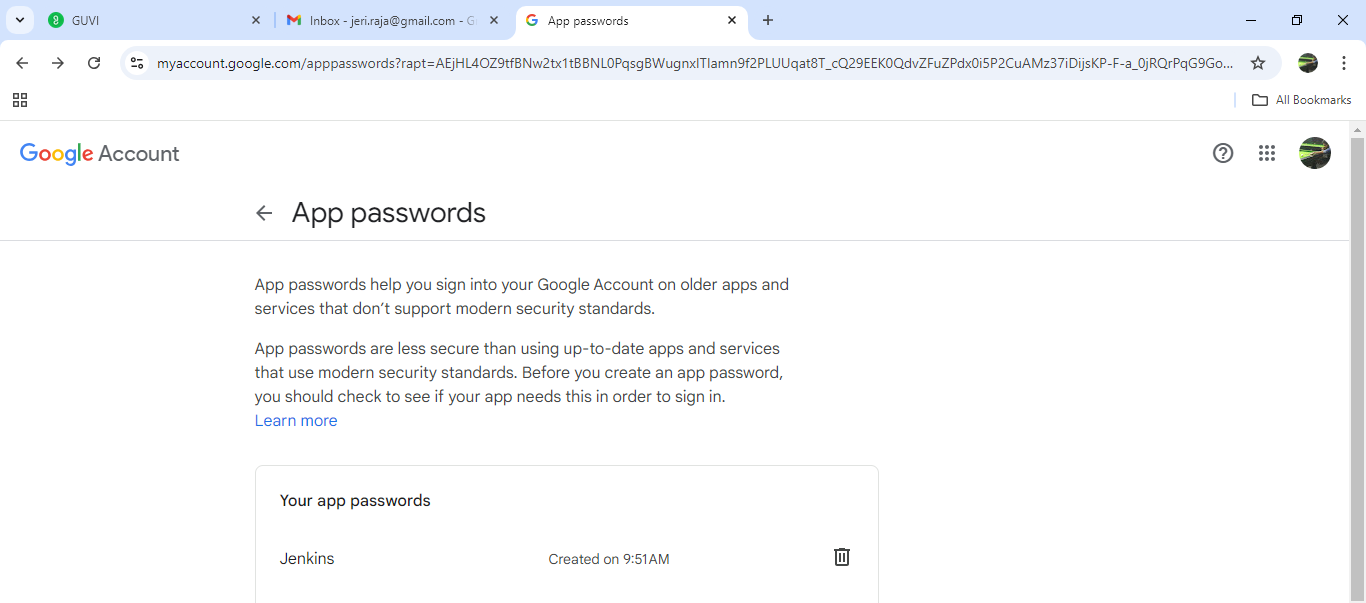 GUVI
Inbox - jeri.raja@gmail.com - G
App passwords
myaccount.google.com/apppasswords?rapt=AEjHL4OZ9tfBNw2tx1tBBNL0PqsgBWugnxITIamn9f2PLUUqat8T_cQ29EEK0QdvZFuZPdx0i5P2CuAMz37iDijsKP-F-a_0jRQrPqG9Go...
All Bookmarks
Google Account
App passwords
App passwords help you sign into your Google Account on older apps and
services that don’t support modern security standards.
App passwords are less secure than using up-to-date apps and services
that use modern security standards. Before you create an app password,
you should check to see if your app needs this in order to sign in.
Learn more
Your app passwords
Jenkins Created on 9:51 AM